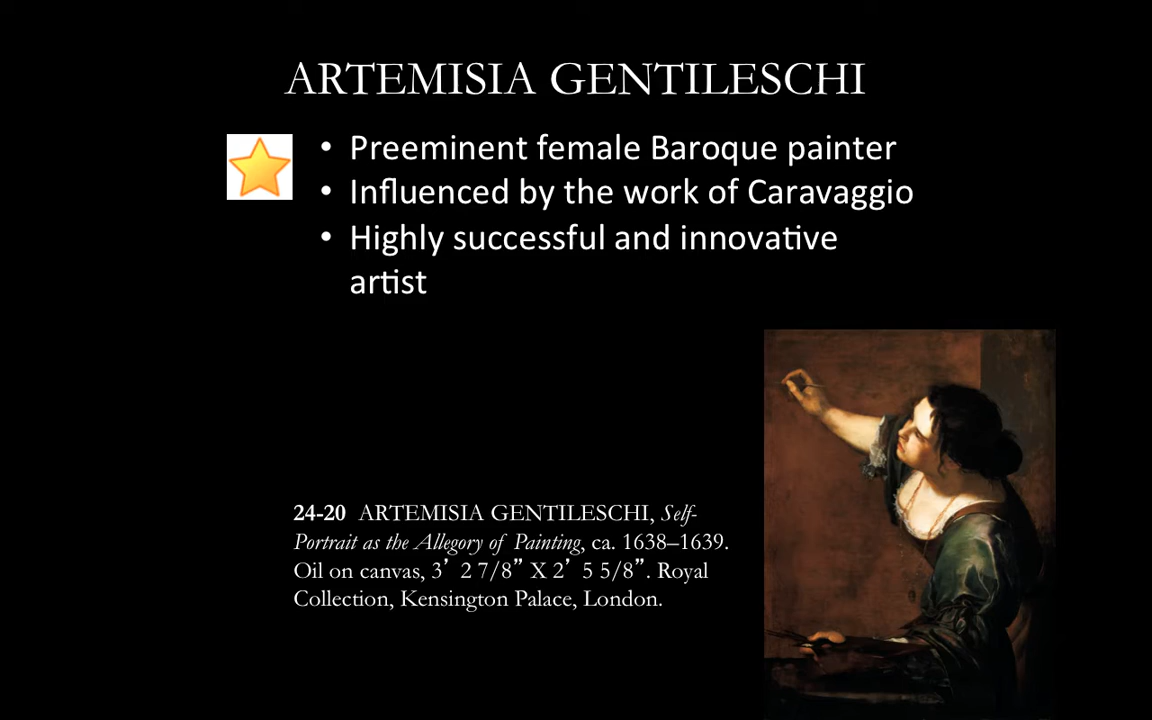 ARTEMISIA GENTILESCHI
• Preeminent female Baroque painter
• Influenced by the work of Caravaggio
• Highly successful and innovative
artist
24-20 ARTEMISIA GENTILESCHI, Self-
Portrait as the Allegory of Painting, ca. 1638–1639.
Oil on canvas, 3’ 2 7/8” X 2’ 5 5/8”. Royal
Collection, Kensington Palace, London.